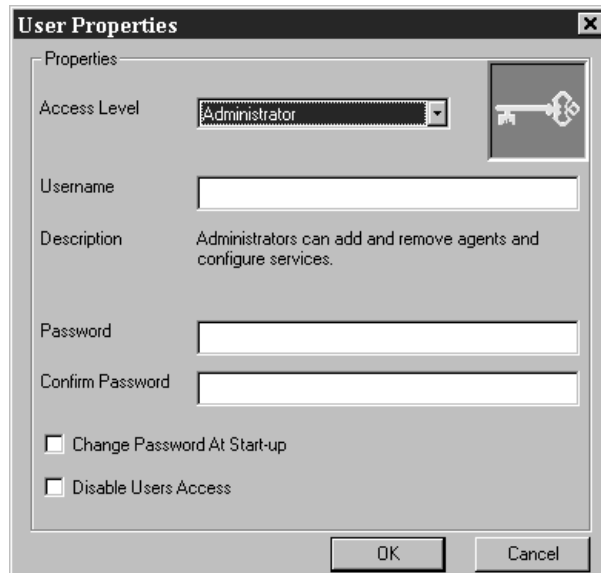 User Properties
Properties
Access Level
Administrator
Username
Description
Administrators can add and remove agents and
configure services.
Password
Confirm Password
Change Password At Start-up
Disable Users Access
OK
Cancel